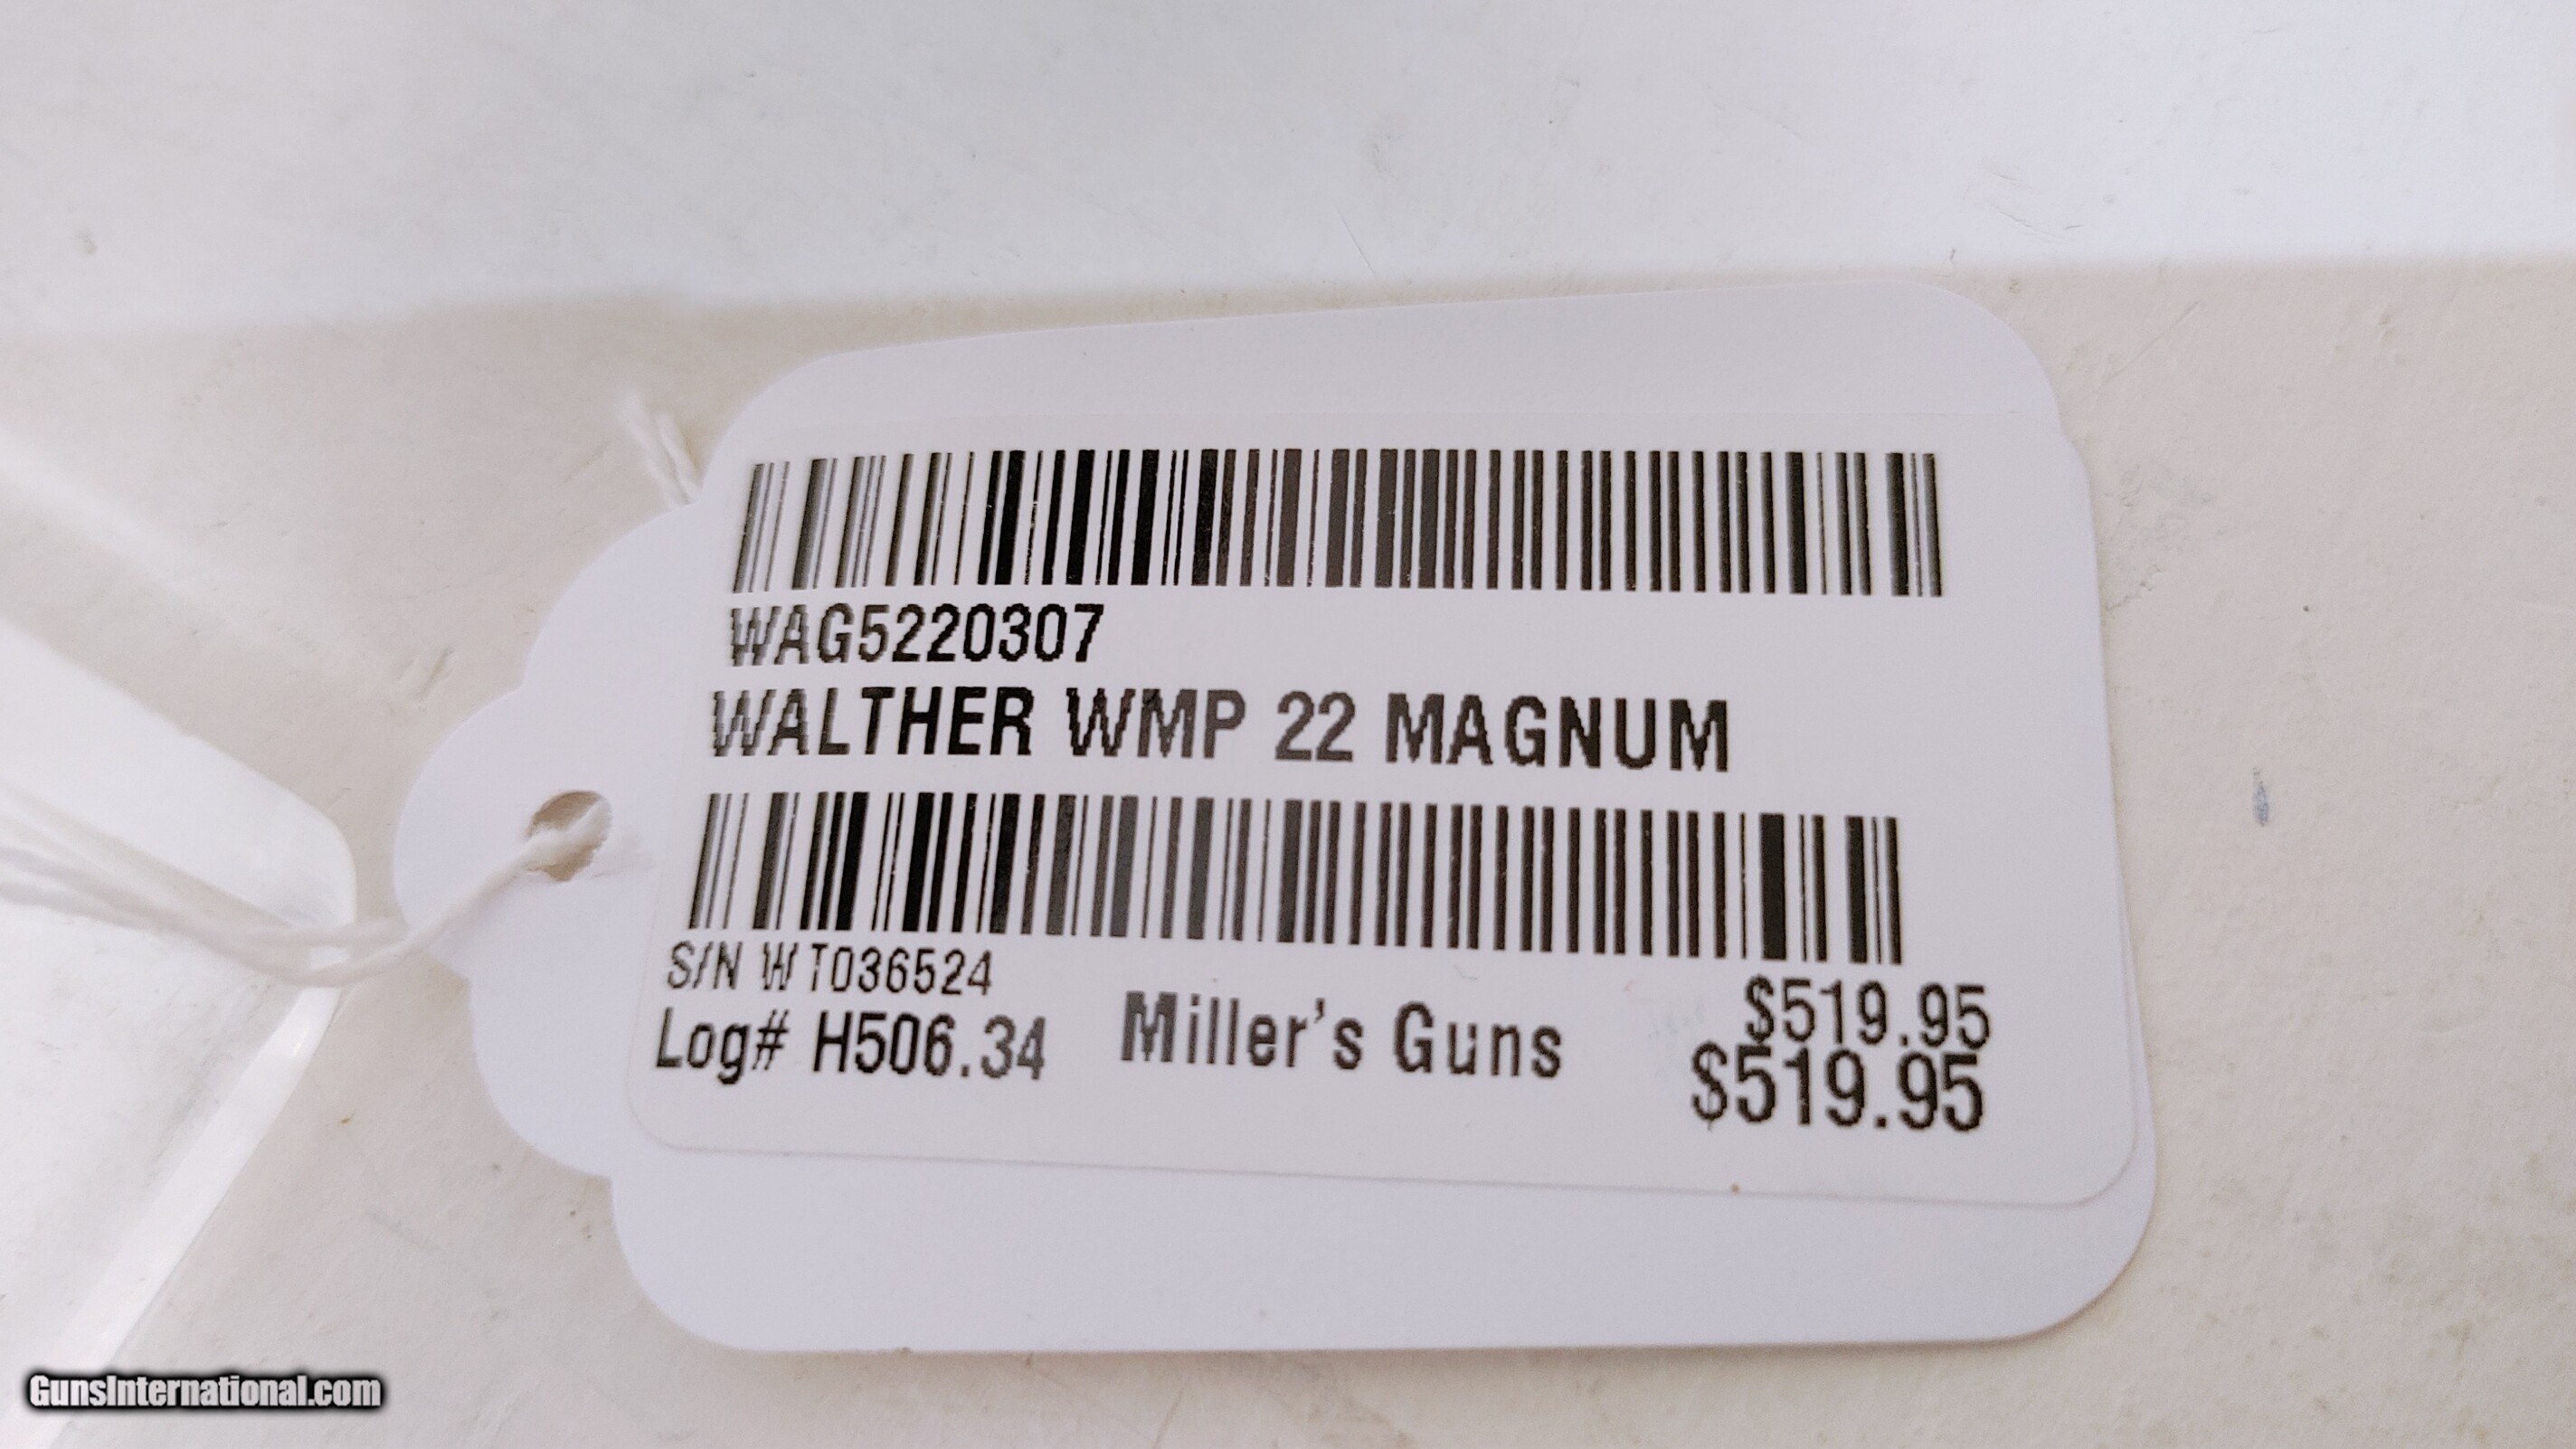 WAG5220307
WALTHER WMP 22 MAGNUM
S/N WT036524
$519.95
Log# H506.34 Miller's Guns $519.95
GunsInternational.com